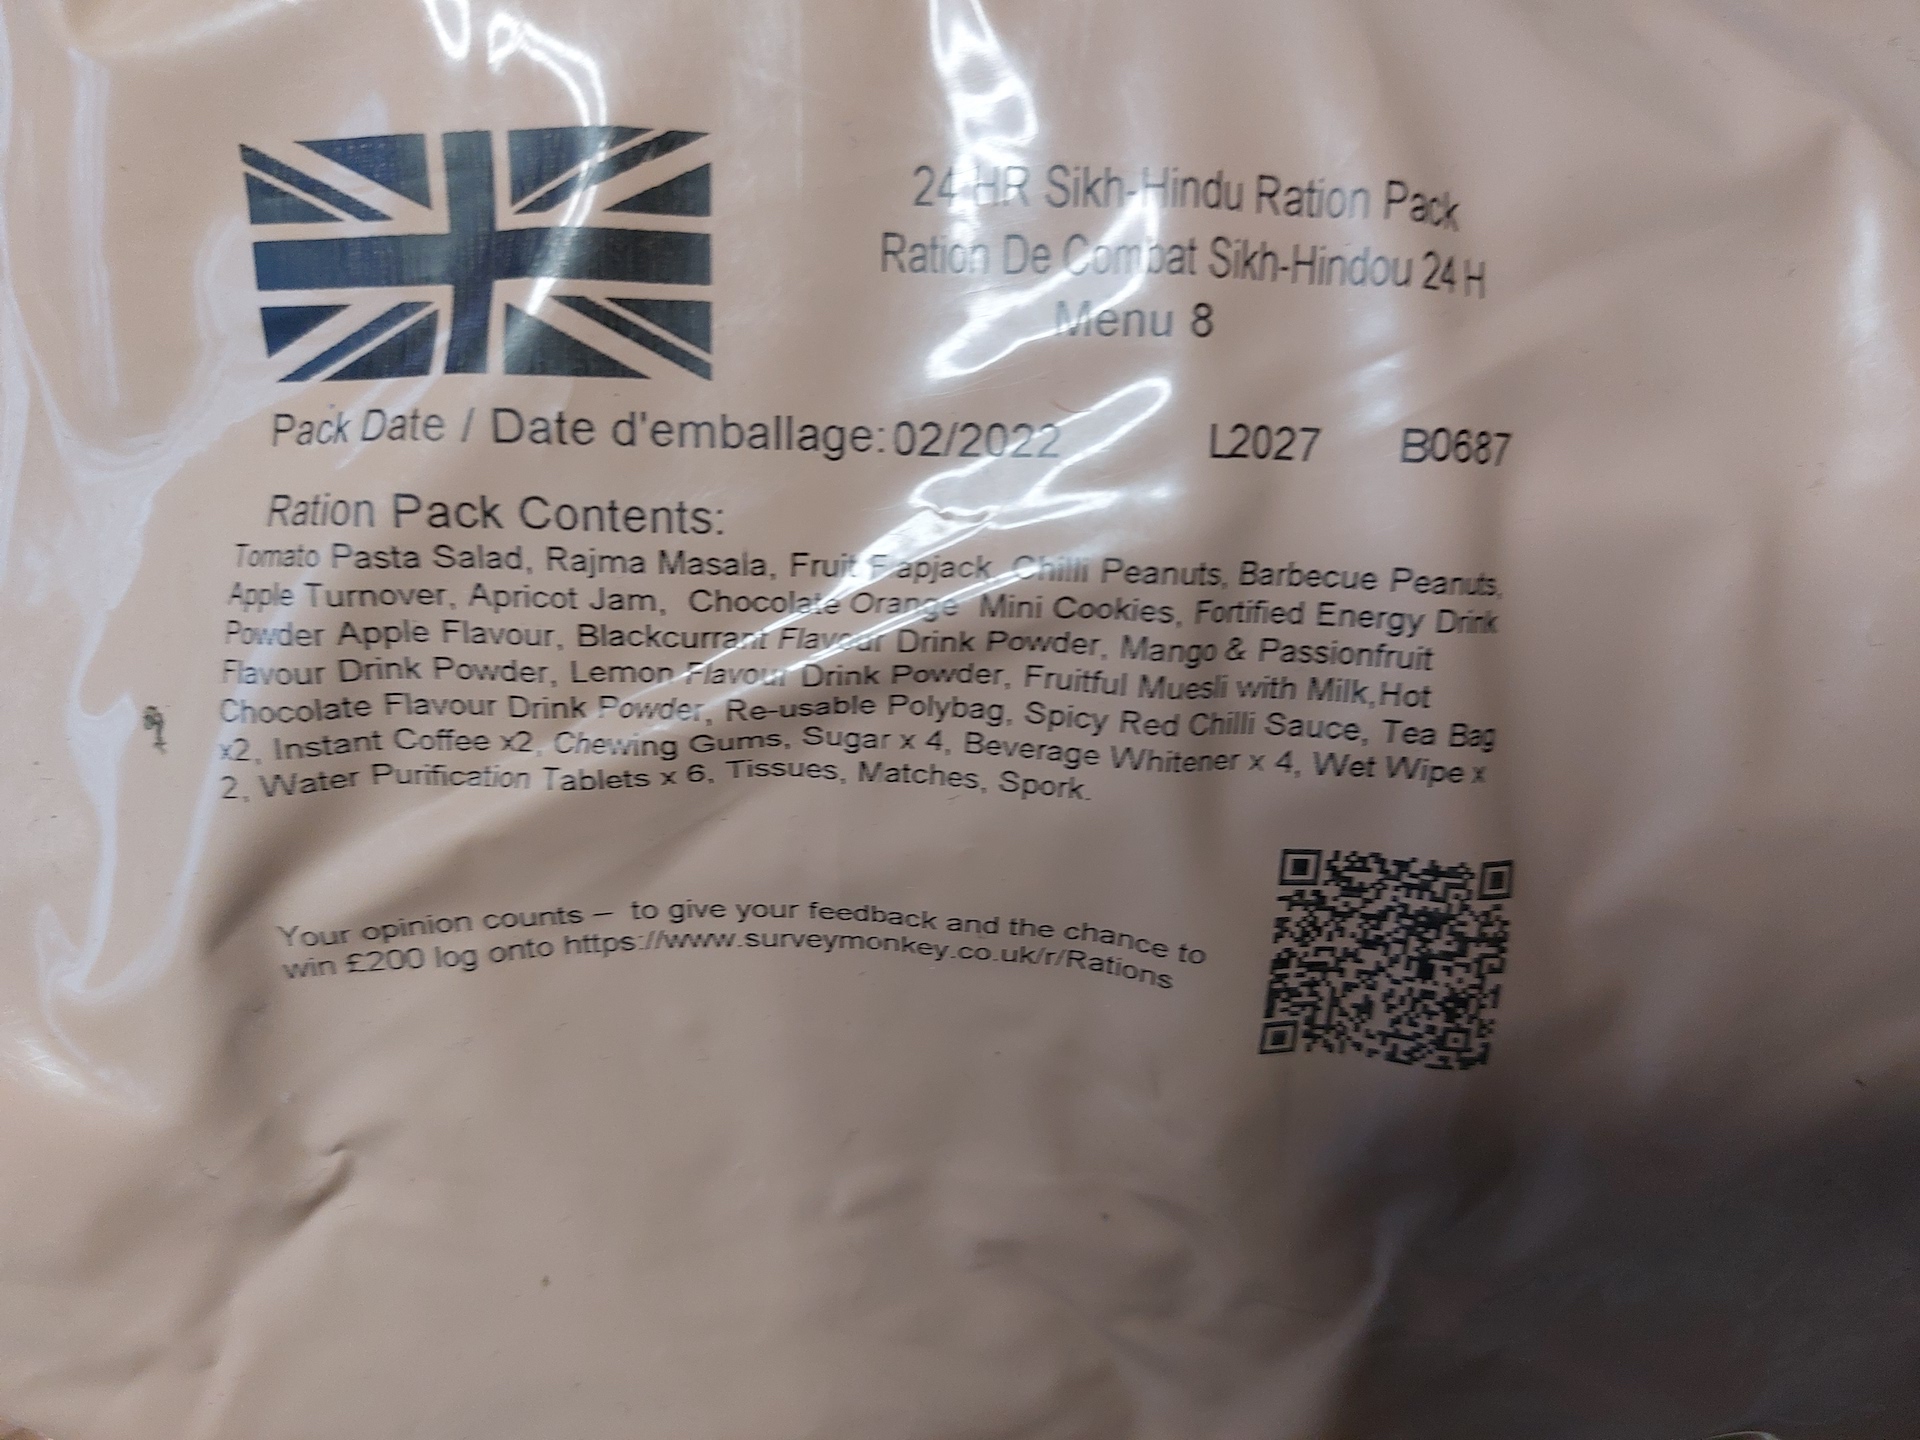 24 HR Sikh-Hindu Ration Pack
Ration De Combat Sikh-Hindou 24 H
Menu 8
Pack Date / Date d'emballage: 02/2022 L2027 B0687
Ration Pack Contents:
Tomato Pasta Salad, Rajma Masala, Fruit Flapjack, Chilli Peanuts, Barbecue Peanuts,
Apple Turnover, Apricot Jam, Chocolate Orange Mini Cookies, Fortified Energy Drink
Powder Apple Flavour, Blackcurrant Flavour Drink Powder, Mango & Passionfruit
Flavour Drink Powder, Lemon Flavour Drink Powder, Fruitful Muesli with Milk, Hot
Chocolate Flavour Drink Powder, Re-usable Polybag, Spicy Red Chilli Sauce, Tea Bag
x2, Instant Coffee x2, Chewing Gums, Sugar x 4, Beverage Whitener x 4, Wet Wipe x
2, Water Purification Tablets x 6, Tissues, Matches, Spork.
Your opinion counts – to give your feedback and the chance to
win £200 log onto https://www.surveymonkey.co.uk/r/Rations